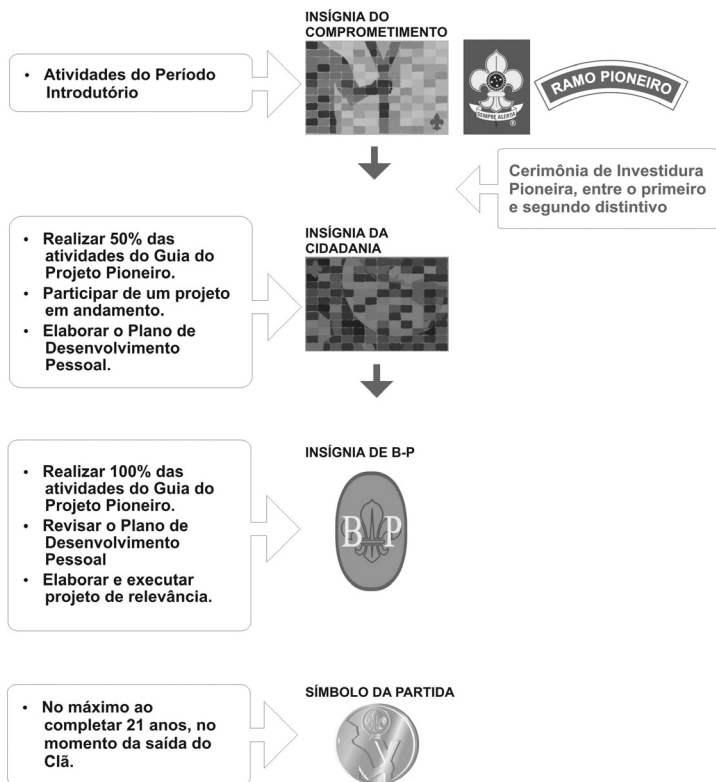 INSÍGNIA DO
COMPROMETIMENTO
• Atividades do Período
Introdutório
SEMPRE ALERTA
®
RAMO PIONEIRO
Cerimônia de Investidura
Pioneira, entre o primeiro
e segundo distintivo
INSÍGNIA DA
CIDADANIA
• Realizar 50% das
atividades do Guia do
Projeto Pioneiro.
• Participar de um projeto
em andamento.
• Elaborar o Plano de
Desenvolvimento
Pessoal.
INSÍGNIA DE B-P
• Realizar 100% das
atividades do Guia do
Projeto Pioneiro.
• Revisar o Plano de
Desenvolvimento
Pessoal
• Elaborar e executar
projeto de relevância.
B P
SÍMBOLO DA PARTIDA
• No máximo ao
completar 21 anos, no
momento da saída do
Clã.